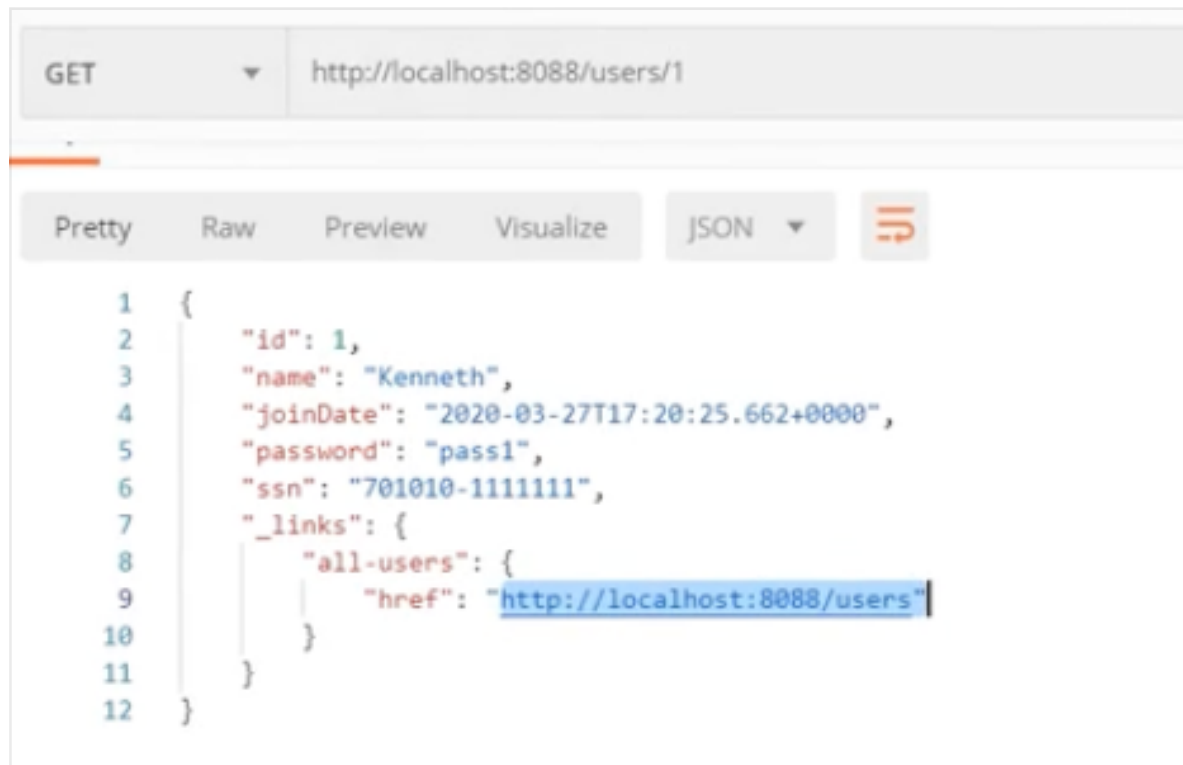 GET http://localhost:8088/users/1
Pretty Raw Preview Visualize JSON
1 {
2 "id": 1,
3 "name": "Kenneth",
4 "joinDate": "2020-03-27T17:20:25.662+0000",
5 "password": "pass1",
6 "ssn": "701010-1111111",
7 "_links": {
8 "all-users": {
9 "href": "http://localhost:8088/users"
10 }
11 }
12 }